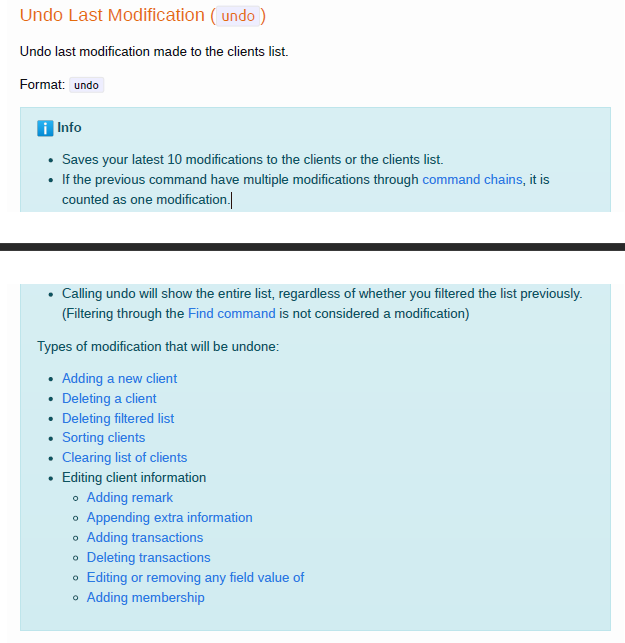 Undo Last Modification ( undo )
Undo last modification made to the clients list.
Format: undo
Info
Saves your latest 10 modifications to the clients or the clients list.
If the previous command have multiple modifications through command chains, it is
counted as one modification.
Calling undo will show the entire list, regardless of whether you filtered the list previously.
(Filtering through the Find command is not considered a modification)
Types of modification that will be undone:
Adding a new client
Deleting a client
Deleting filtered list
Sorting clients
Clearing list of clients
Editing client information
Adding remark
Appending extra information
Adding transactions
Deleting transactions
Editing or removing any field value of
Adding membership